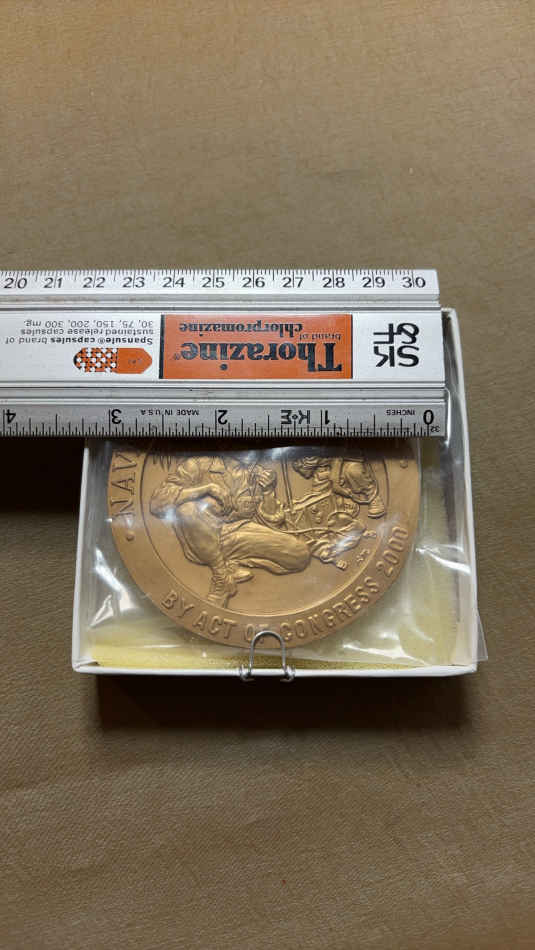 20 21 22 23 24 25 26 27 28 29 30
Spansule® capsules brand of
sustained release capsules
30, 75, 150, 200, 300 mg.
Thorazine®
brand of
chlorpromazine
SK
&F
4 3 MADE IN U.S.A 2 K+E 1 INCHES 0
32
NAV
BY ACT OF CONGRESS 2000